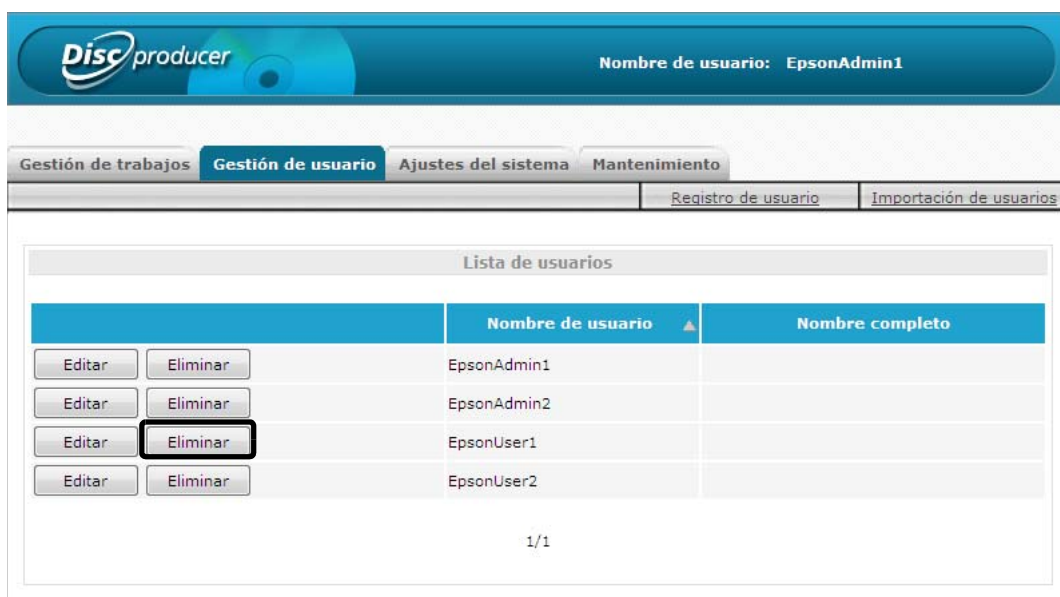 Disc producer
Nombre de usuario: EpsonAdmin1
Gestión de trabajos Gestión de usuario Ajustes del sistema Mantenimiento
Registro de usuario Importación de usuarios
Lista de usuarios
Nombre de usuario Nombre completo
Editar Eliminar EpsonAdmin1
Editar Eliminar EpsonAdmin2
Editar Eliminar EpsonUser1
Editar Eliminar EpsonUser2
1/1